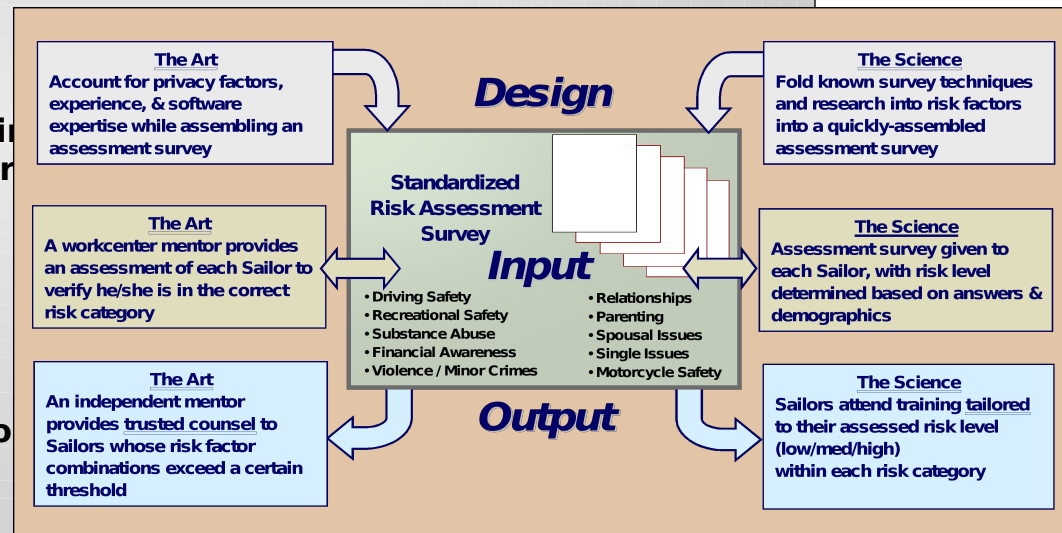 Design
The Art
Account for privacy factors,
experience, & software
expertise while assembling an
assessment survey
The Science
Fold known survey techniques
and research into risk factors
into a quickly-assembled
assessment survey
Standardized
Risk Assessment
Survey
Input
The Art
A workcenter mentor provides
an assessment of each Sailor to
verify he/she is in the correct
risk category
The Science
Assessment survey given to
each Sailor, with risk level
determined based on answers &
demographics
• Driving Safety
• Recreational Safety
• Substance Abuse
• Financial Awareness
• Violence / Minor Crimes
• Relationships
• Parenting
• Spousal Issues
• Single Issues
• Motorcycle Safety
Output
The Art
An independent mentor
provides trusted counsel to
Sailors whose risk factor
combinations exceed a certain
threshold
The Science
Sailors attend training tailored
to their assessed risk level
(low/med/high)
within each risk category